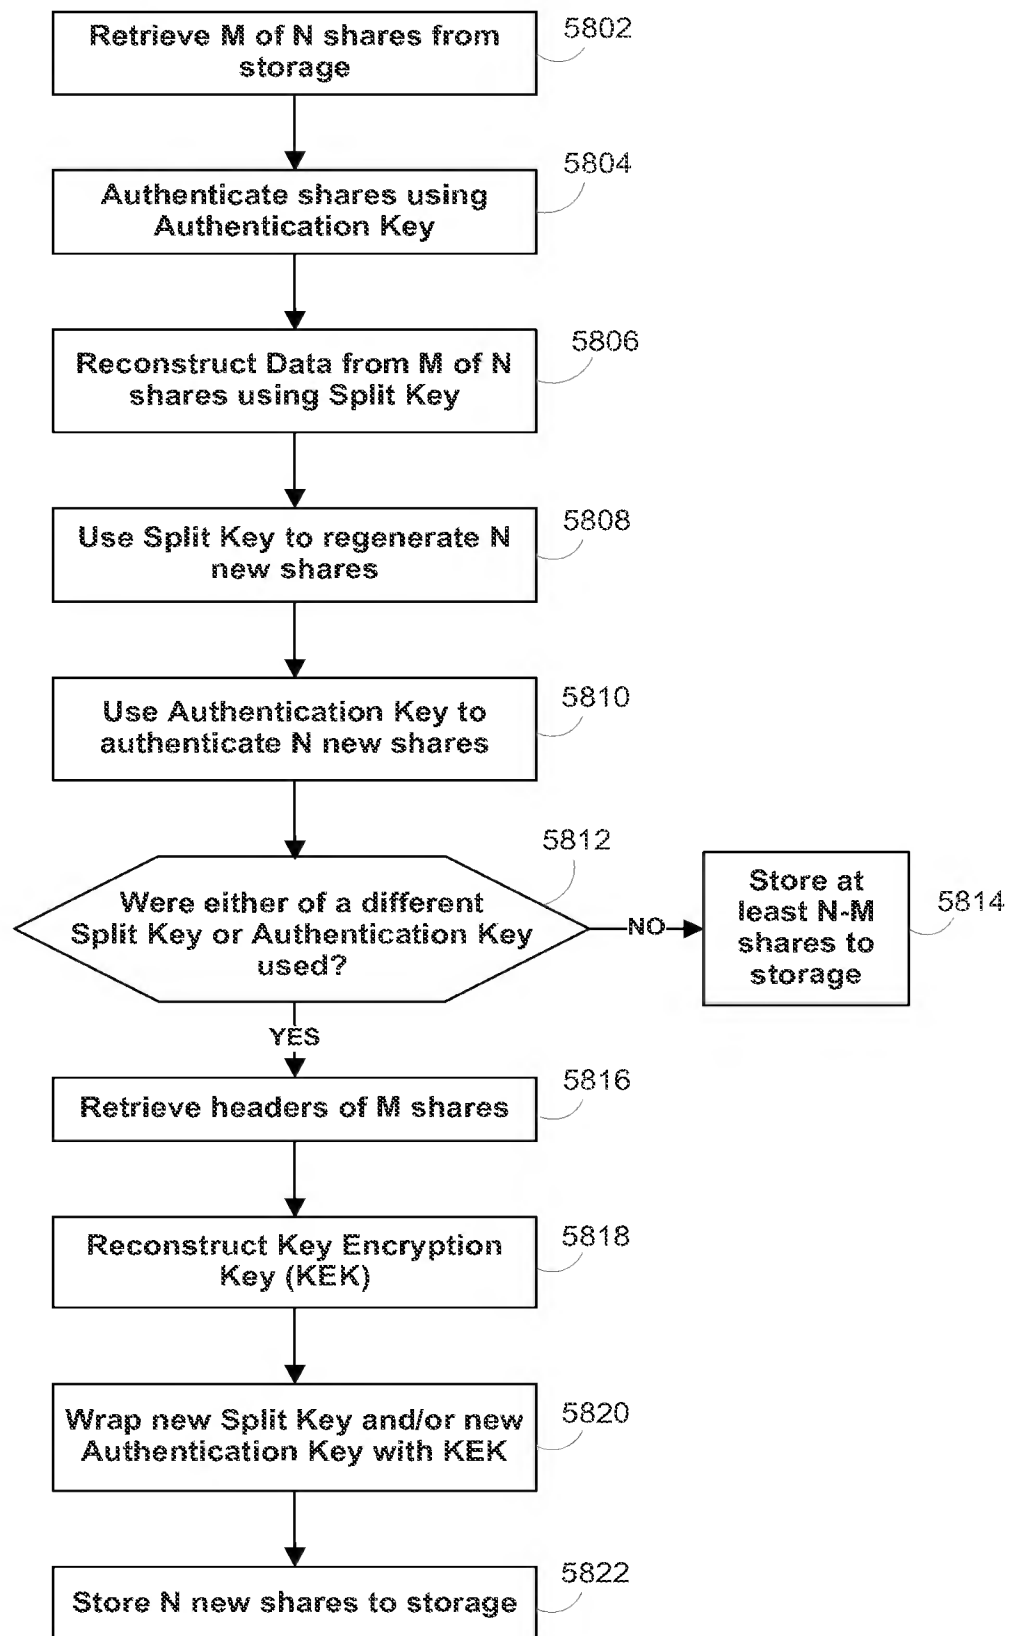 Retrieve M of N shares from
storage
5802
Authenticate shares using
Authentication Key
5804
Reconstruct Data from M of N
shares using Split Key
5806
Use Split Key to regenerate N
new shares
5808
Use Authentication Key to
authenticate N new shares
5810
Were either of a different
Split Key or Authentication Key
used?
5812
NO
Store at
least N-M
shares to
storage
5814
YES
Retrieve headers of M shares
5816
Reconstruct Key Encryption
Key (KEK)
5818
Wrap new Split Key and/or new
Authentication Key with KEK
5820
Store N new shares to storage
5822